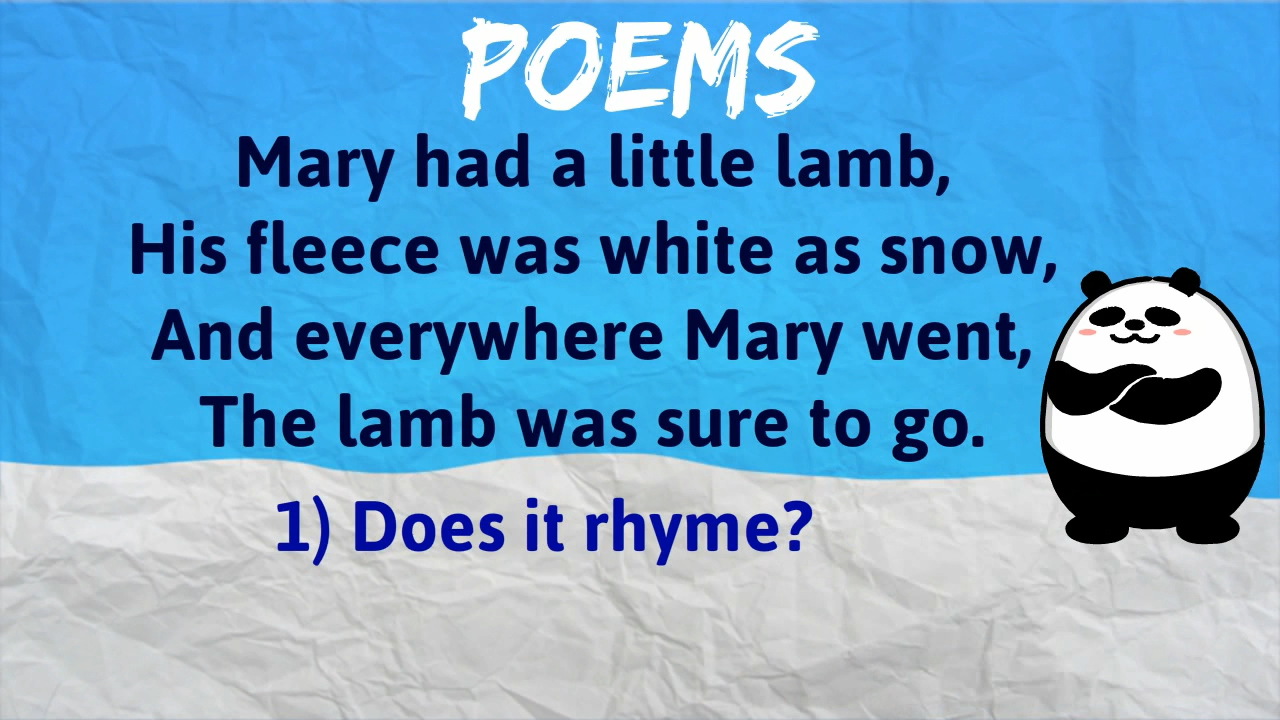 POEMS
Mary had a little lamb,
His fleece was white as snow,
And everywhere Mary went,
The lamb was sure to go.
1) Does it rhyme?